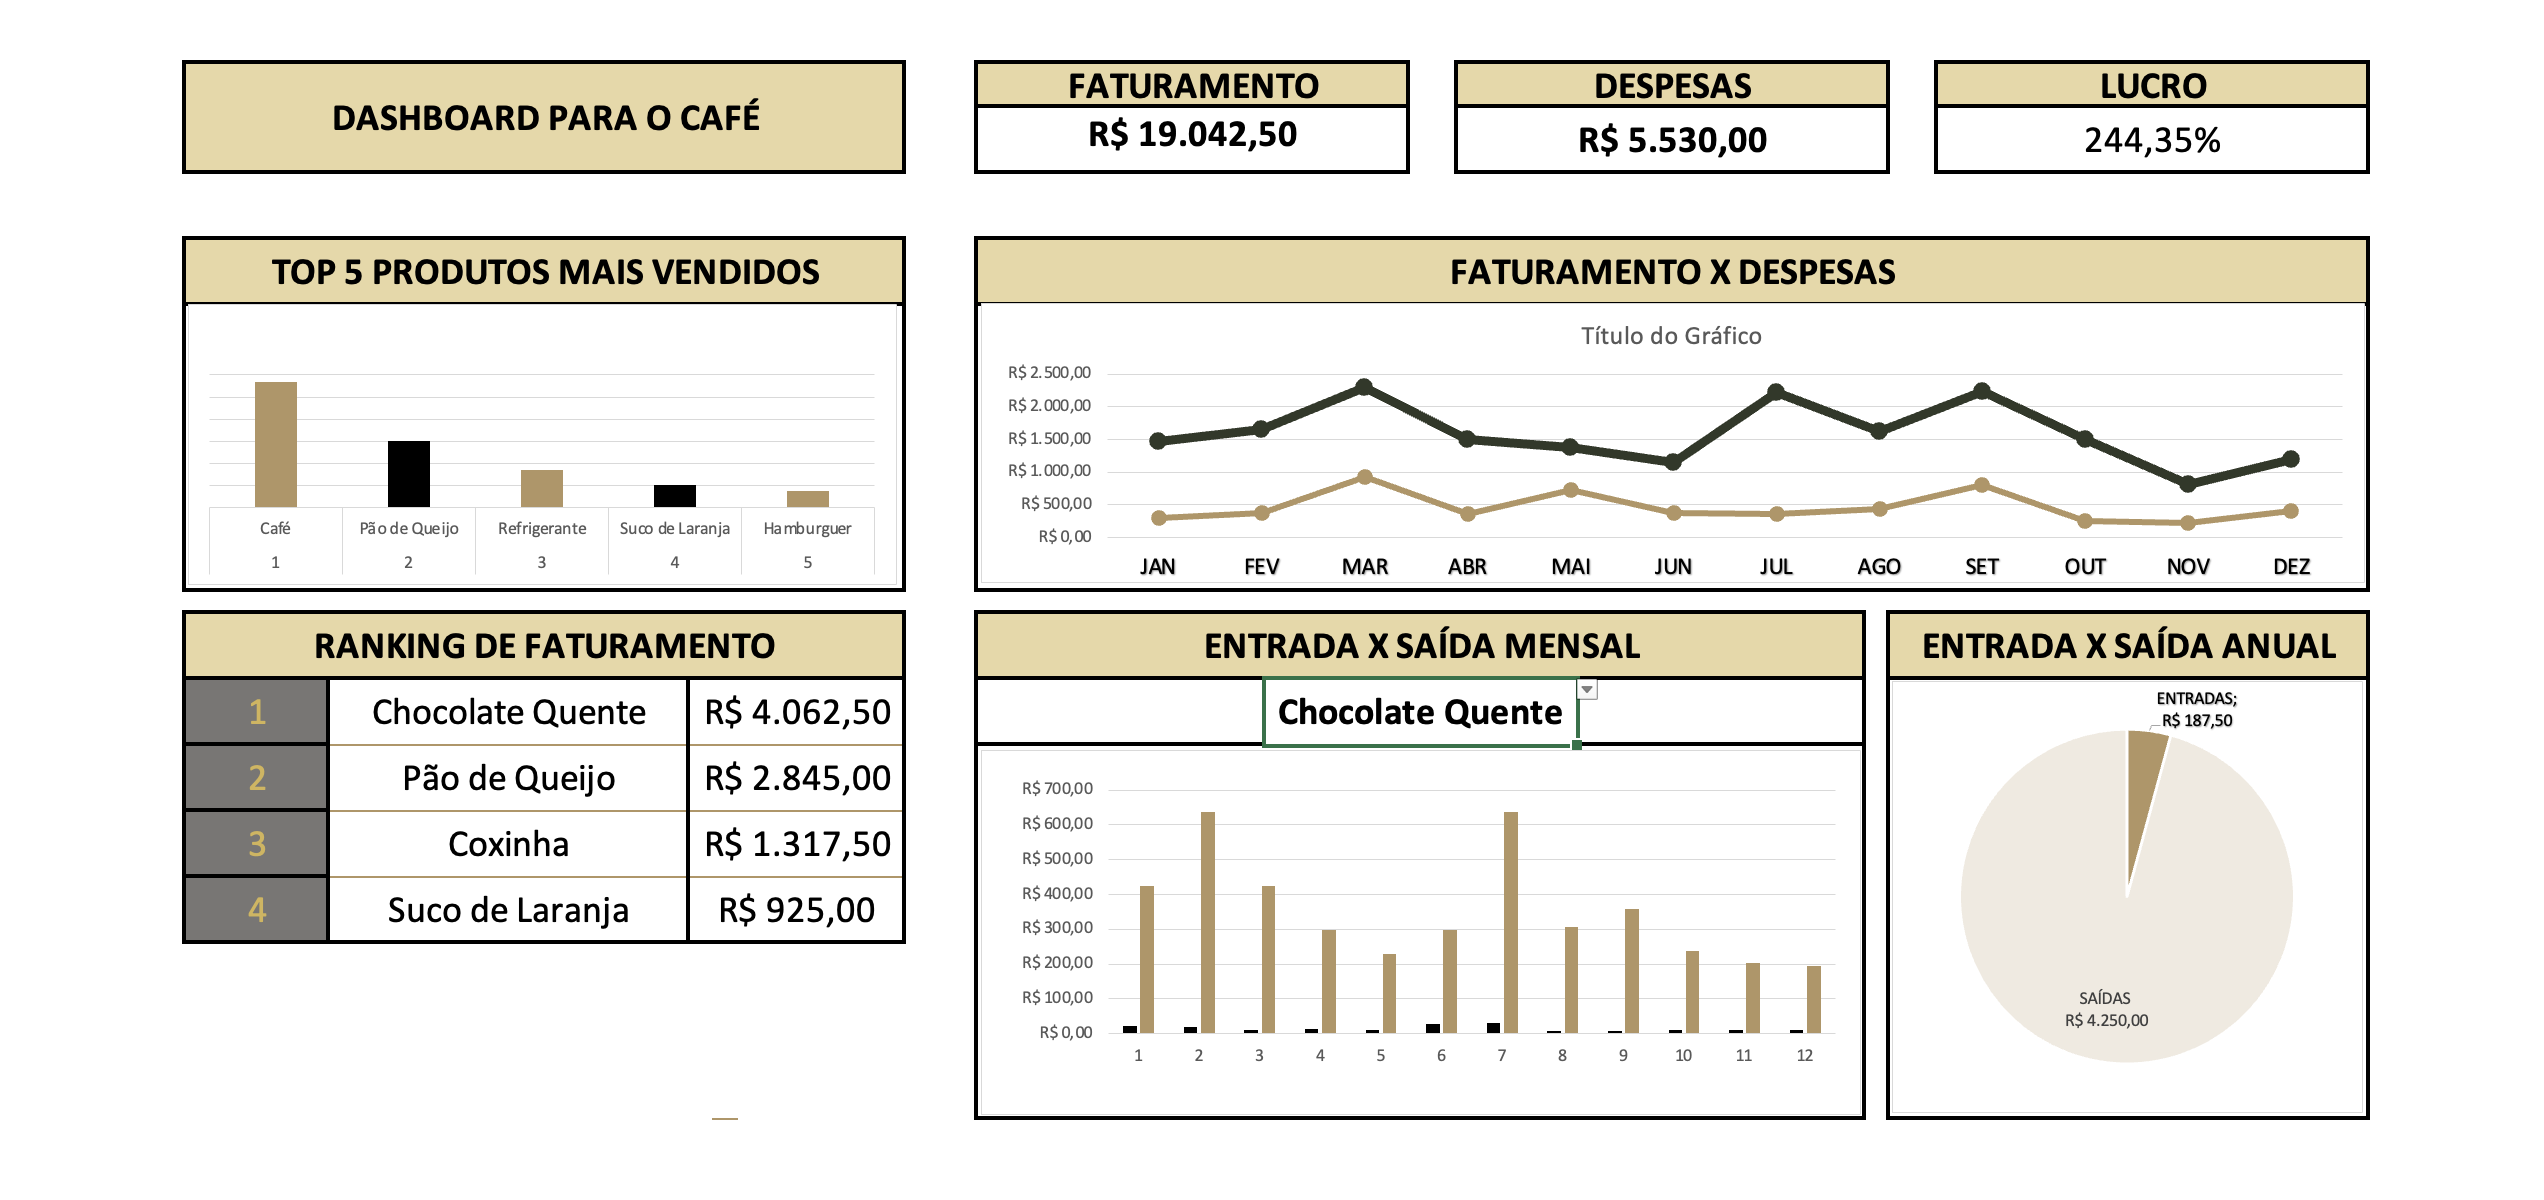 DASHBOARD PARA O CAFÉ
FATURAMENTO
R$ 19.042,50
DESPESAS
R$ 5.530,00
LUCRO
244,35%
TOP 5 PRODUTOS MAIS VENDIDOS
Café
Pão de Queijo
Refrigerante
Suco de Laranja
Hamburguer
1
2
3
4
5
FATURAMENTO X DESPESAS
Título do Gráfico
R$ 2.500,00
R$ 2.000,00
R$ 1.500,00
R$ 1.000,00
R$ 500,00
R$ 0,00
JAN
FEV
MAR
ABR
MAI
JUN
JUL
AGO
SET
OUT
NOV
DEZ
RANKING DE FATURAMENTO
1 Chocolate Quente R$ 4.062,50
2 Pão de Queijo R$ 2.845,00
3 Coxinha R$ 1.317,50
4 Suco de Laranja R$ 925,00
ENTRADA X SAÍDA MENSAL
Chocolate Quente
R$ 700,00
R$ 600,00
R$ 500,00
R$ 400,00
R$ 300,00
R$ 200,00
R$ 100,00
R$ 0,00
1
2
3
4
5
6
7
8
9
10
11
12
ENTRADA X SAÍDA ANUAL
ENTRADAS;
R$ 187,50
SAÍDAS
R$ 4.250,00